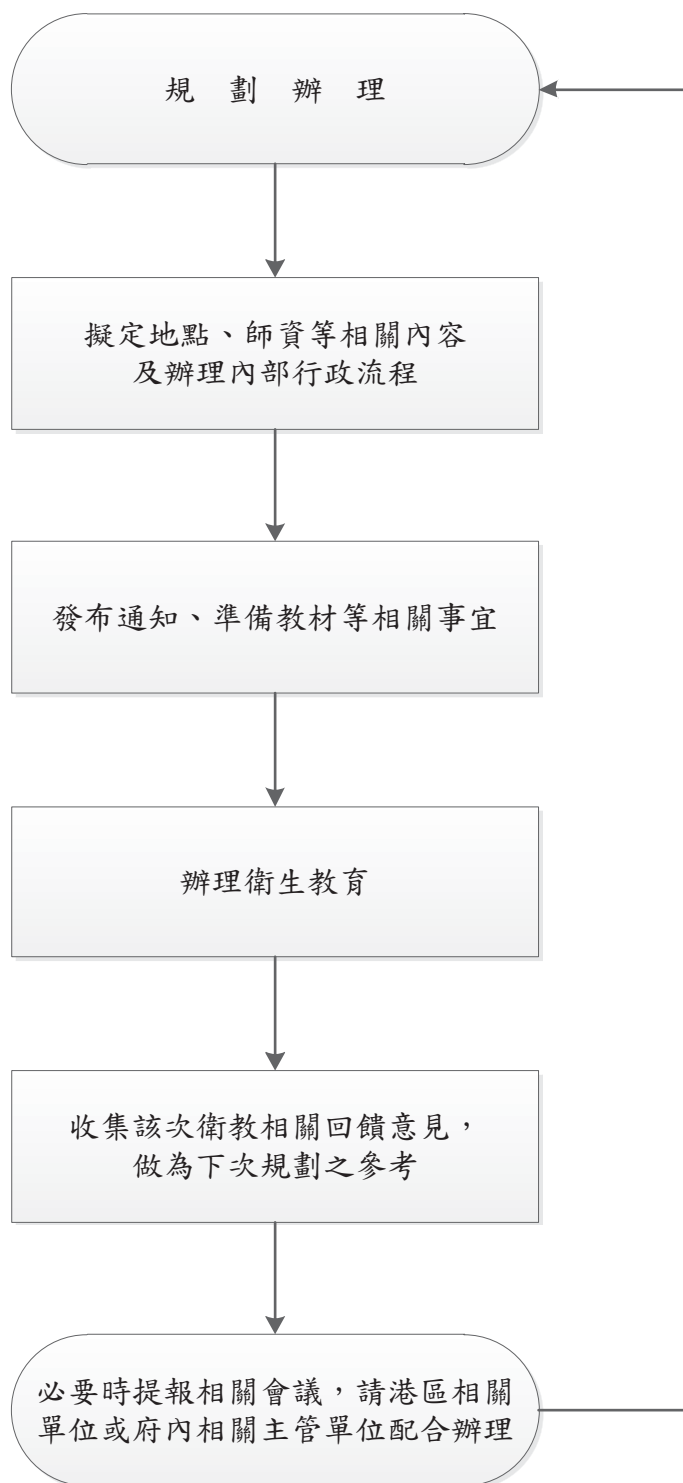 規 劃 辦 理
擬定地點、師資等相關內容
及辦理內部行政流程
發布通知、準備教材等相關事宜
辦理衛生教育
收集該次衛教相關回饋意見，
做為下次規劃之參考
必要時提報相關會議，請港區相關
單位或府內相關主管單位配合辦理